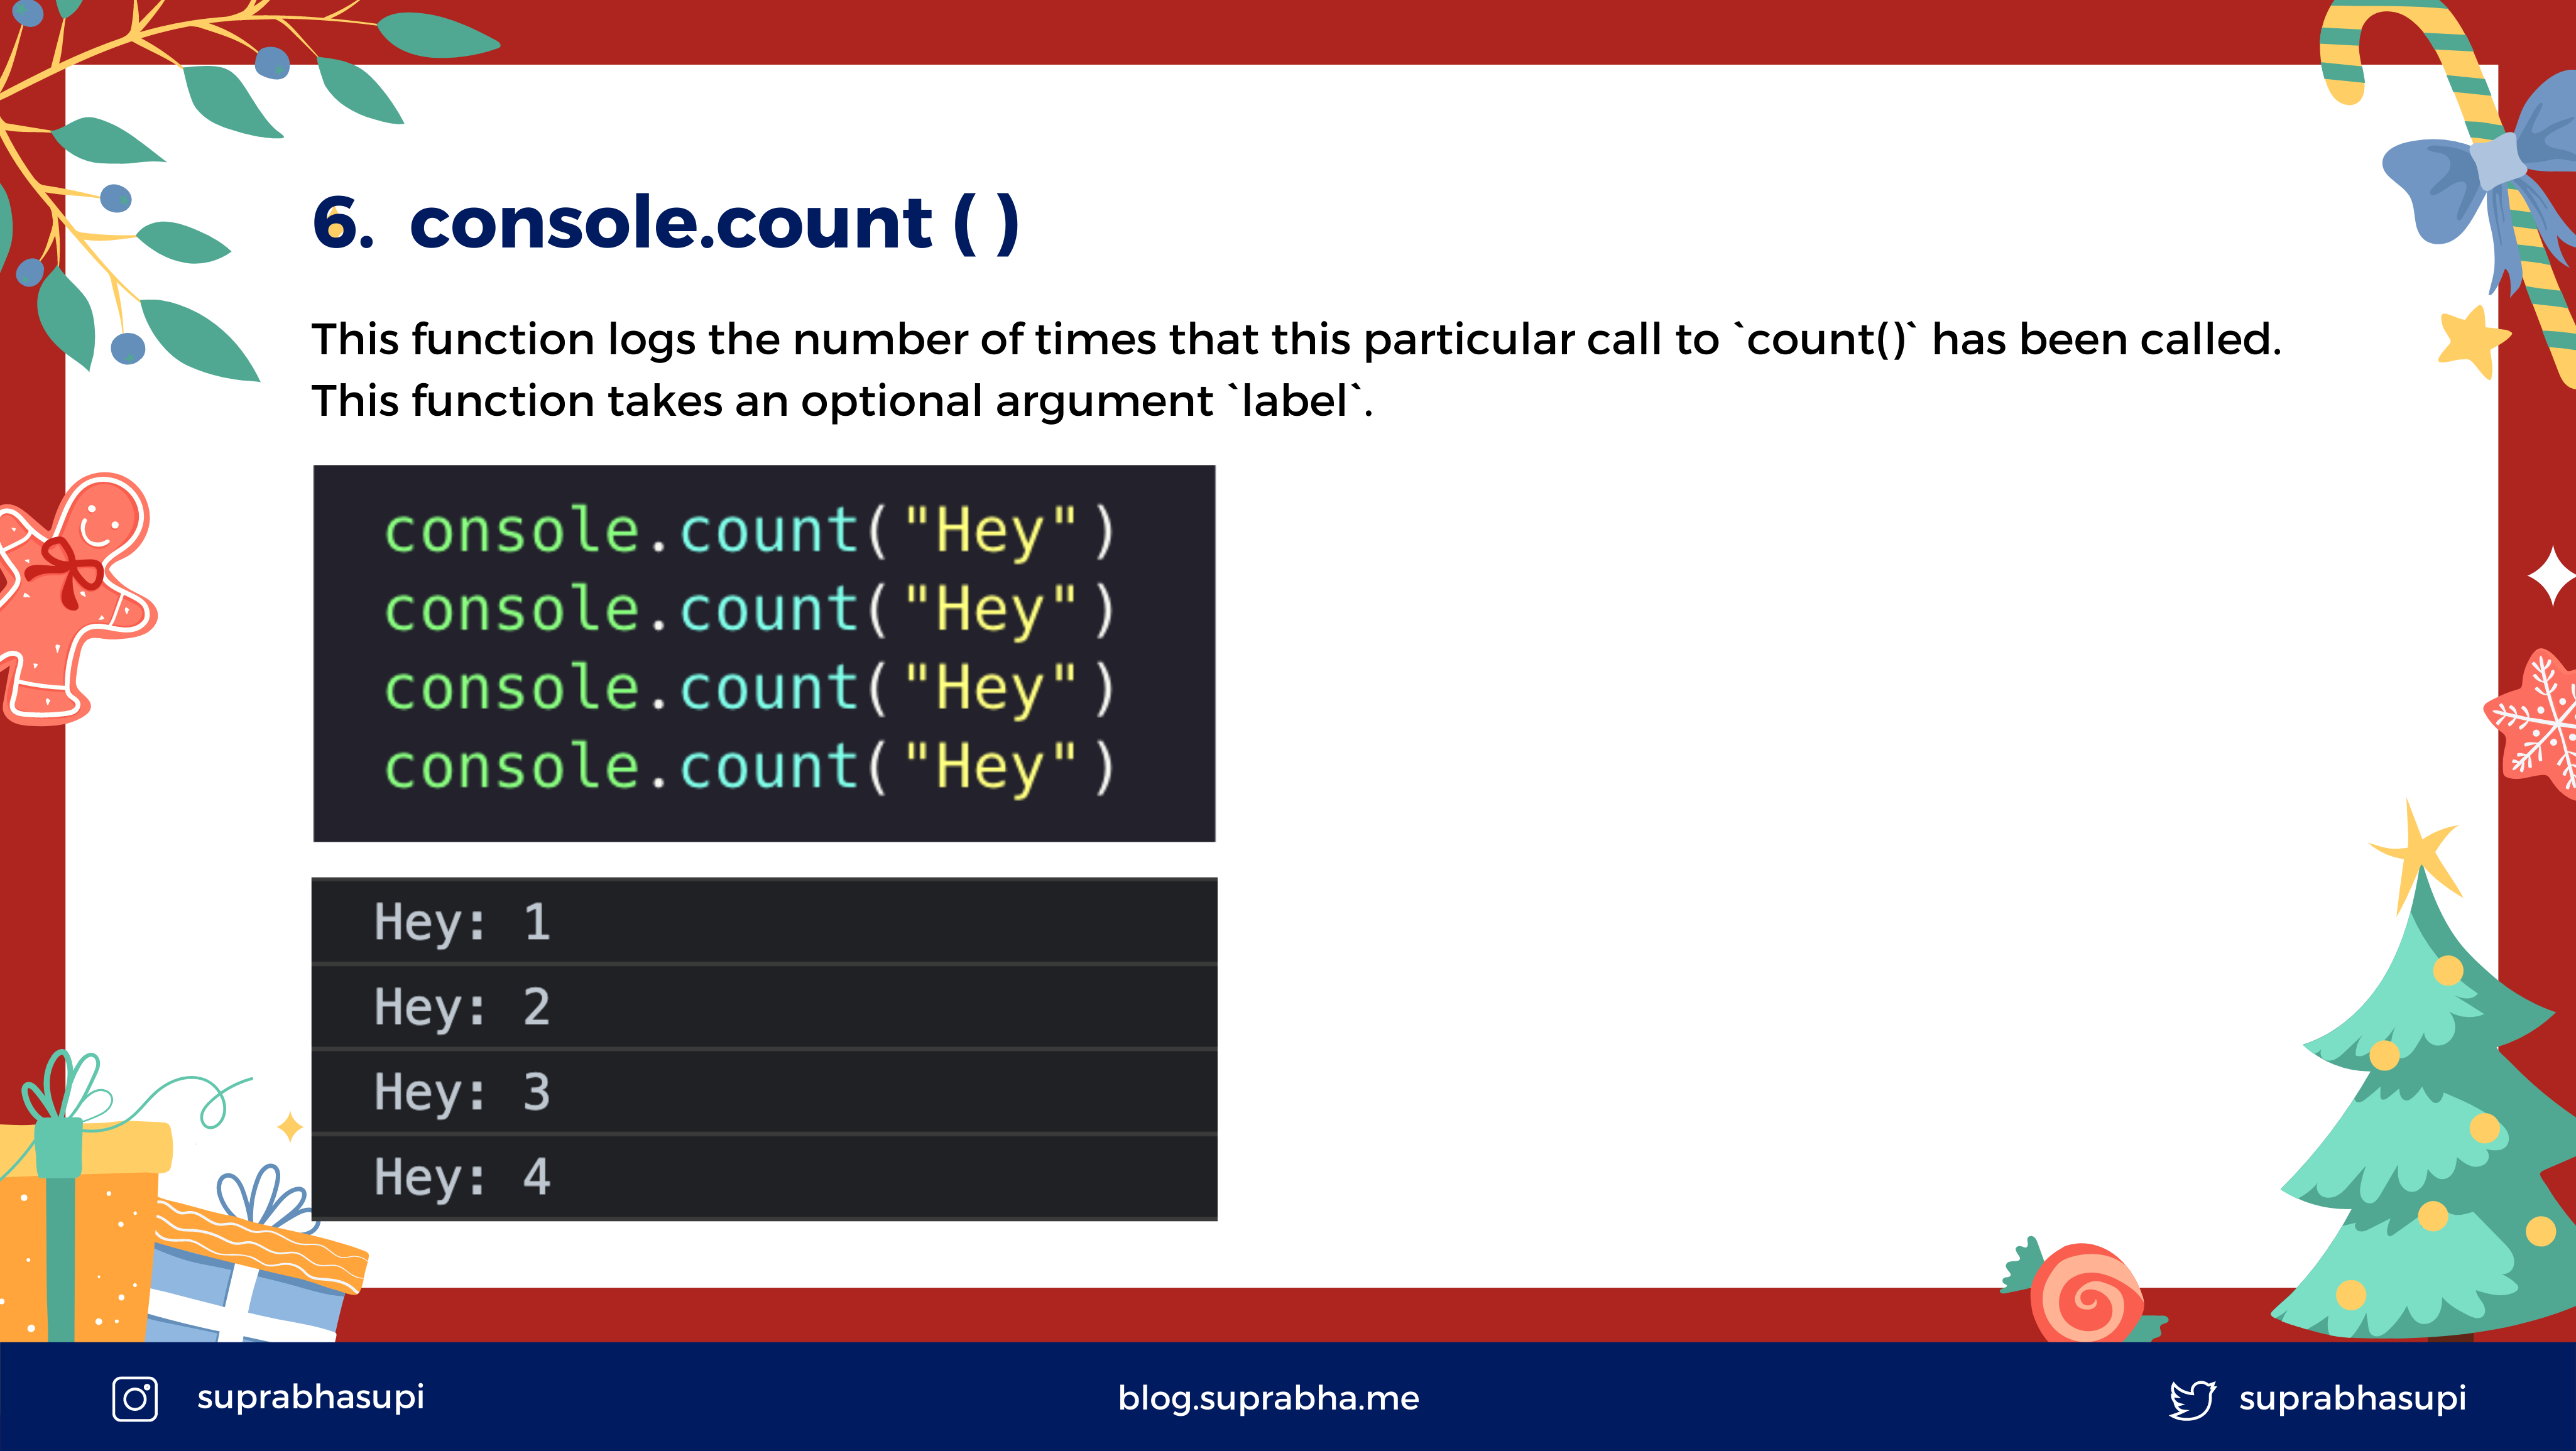 6. console.count ( )
This function logs the number of times that this particular call to `count()` has been called.
This function takes an optional argument `label`.
console.count("Hey")
console.count("Hey")
console.count("Hey")
console.count("Hey")
Hey: 1
Hey: 2
Hey: 3
Hey: 4
suprabhasupi
blog.suprabha.me
suprabhasupi